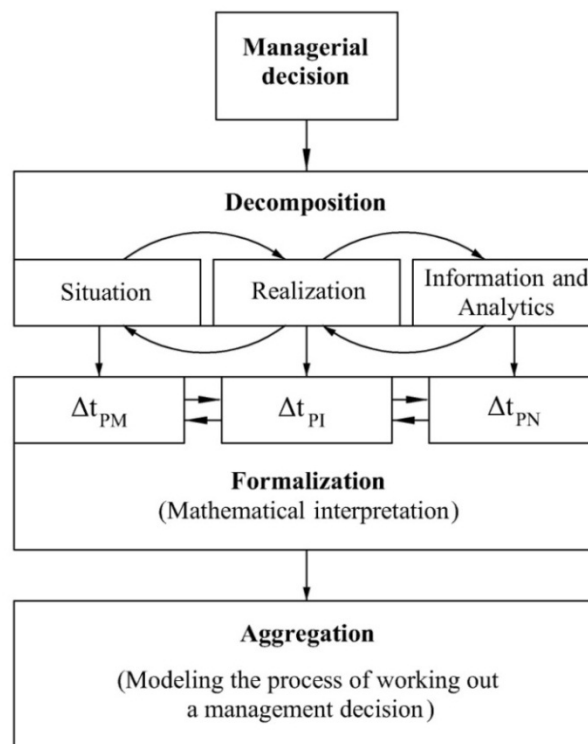 Managerial
decision
Decomposition
Situation
Realization
Information and
Analytics
Δt_PM
Δt_PI
Δt_PN
Formalization
(Mathematical interpretation)
Aggregation
(Modeling the process of working out
a management decision)